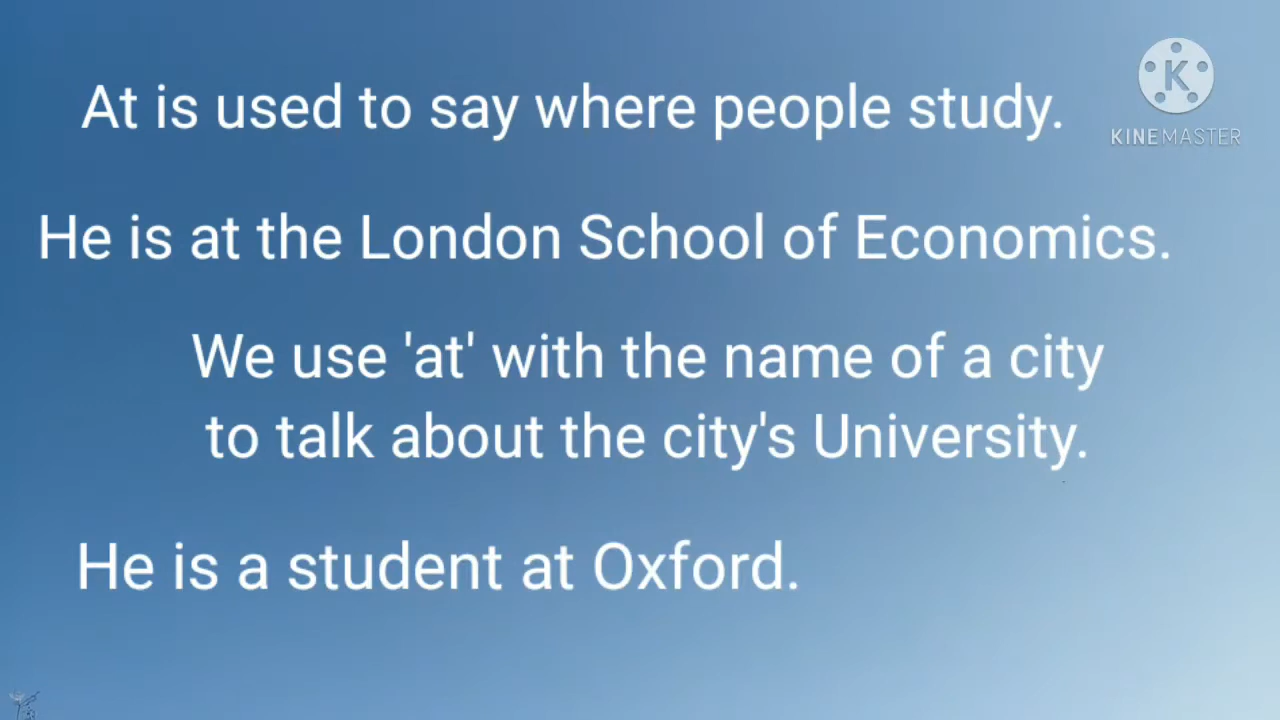 At is used to say where people study.
K
KINEMASTER
He is at the London School of Economics.
We use 'at' with the name of a city
to talk about the city's University.
He is a student at Oxford.